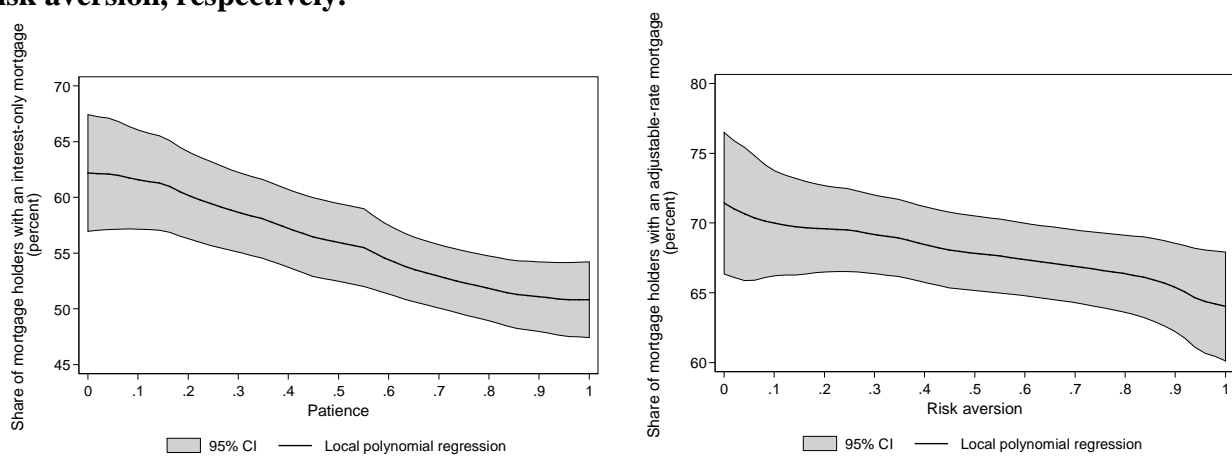 risk aversion, respectively.
Share of mortgage holders with an interest-only mortgage
(percent)
70
65
60
55
50
45
0 .1 .2 .3 .4 .5 .6 .7 .8 .9 1
Patience
95% CI Local polynomial regression
Share of mortgage holders with an adjustable-rate mortgage
(percent)
80
75
70
65
60
0 .1 .2 .3 .4 .5 .6 .7 .8 .9 1
Risk aversion
95% CI Local polynomial regression